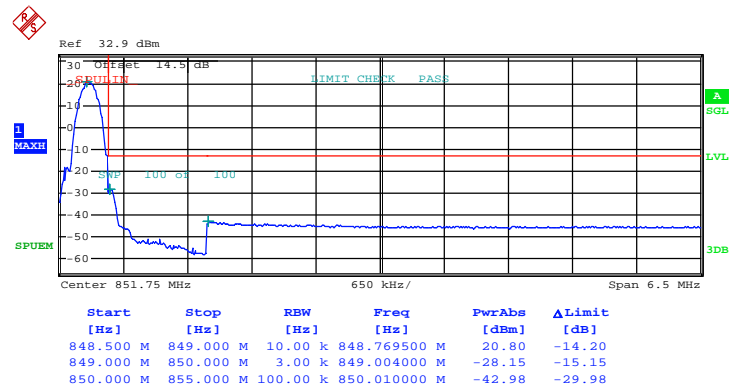 R S
Ref 32.9 dBm
30 Offset 14.5 dB
SPULIN LIMIT CHECK PASS
20
10
0
-10
-20
-30
-40
-50
-60
1
MAXH
SWP 100 of 100
SPUEM
A
SGL
LVL
3DB
Center 851.75 MHz 650 kHz/ Span 6.5 MHz
Start Stop RBW Freq PwrAbs ΔLimit
[Hz] [Hz] [Hz] [Hz] [dBm] [dB]
848.500 M 849.000 M 10.00 k 848.769500 M 20.80 -14.20
849.000 M 850.000 M 3.00 k 849.004000 M -28.15 -15.15
850.000 M 855.000 M 100.00 k 850.010000 M -42.98 -29.98